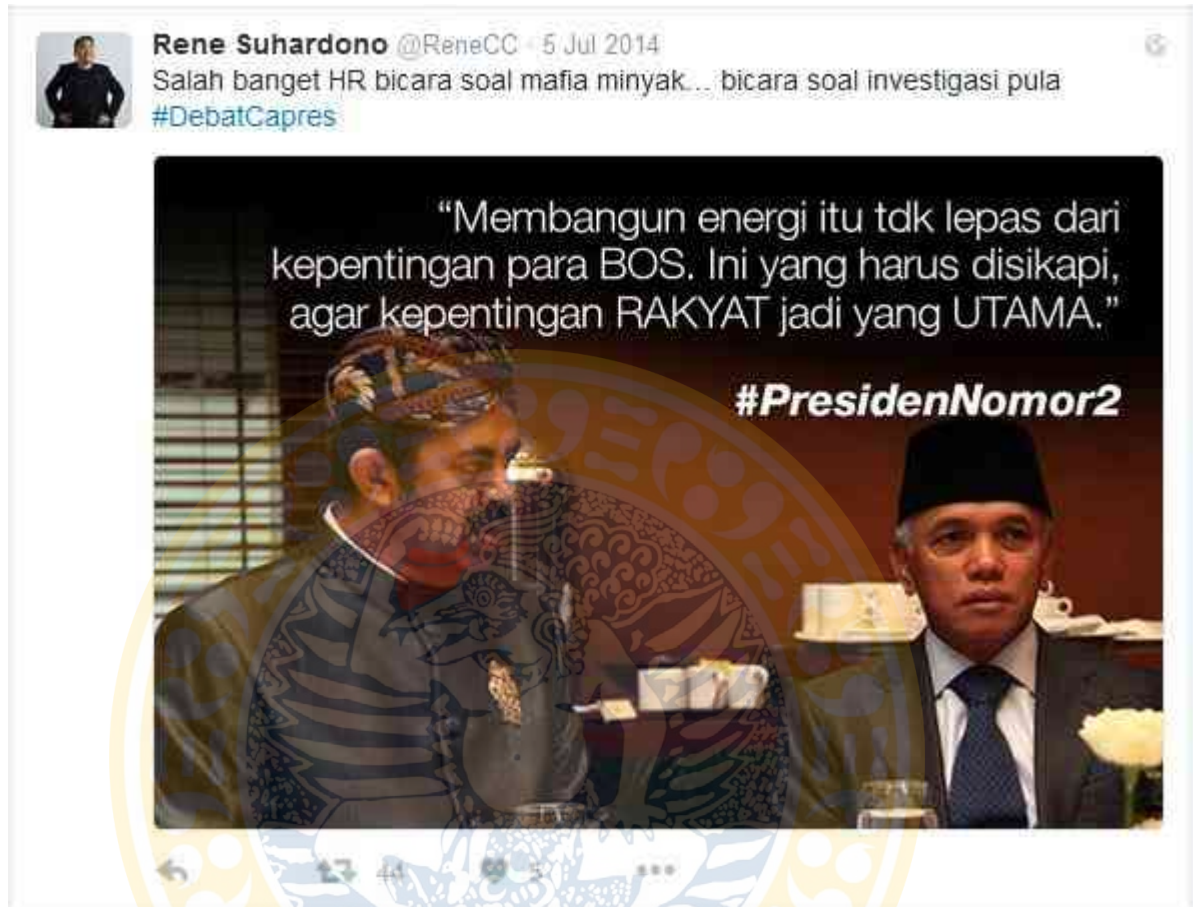 Rene Suhardono @ReneCC · 5 Jul 2014
Salah banget HR bicara soal mafia minyak... bicara soal investigasi pula
#DebatCapres
“Membangun energi itu tdk lepas dari
kepentingan para BOS. Ini yang harus disikapi,
agar kepentingan RAKYAT jadi yang UTAMA.”
#PresidenNomor2
44 5